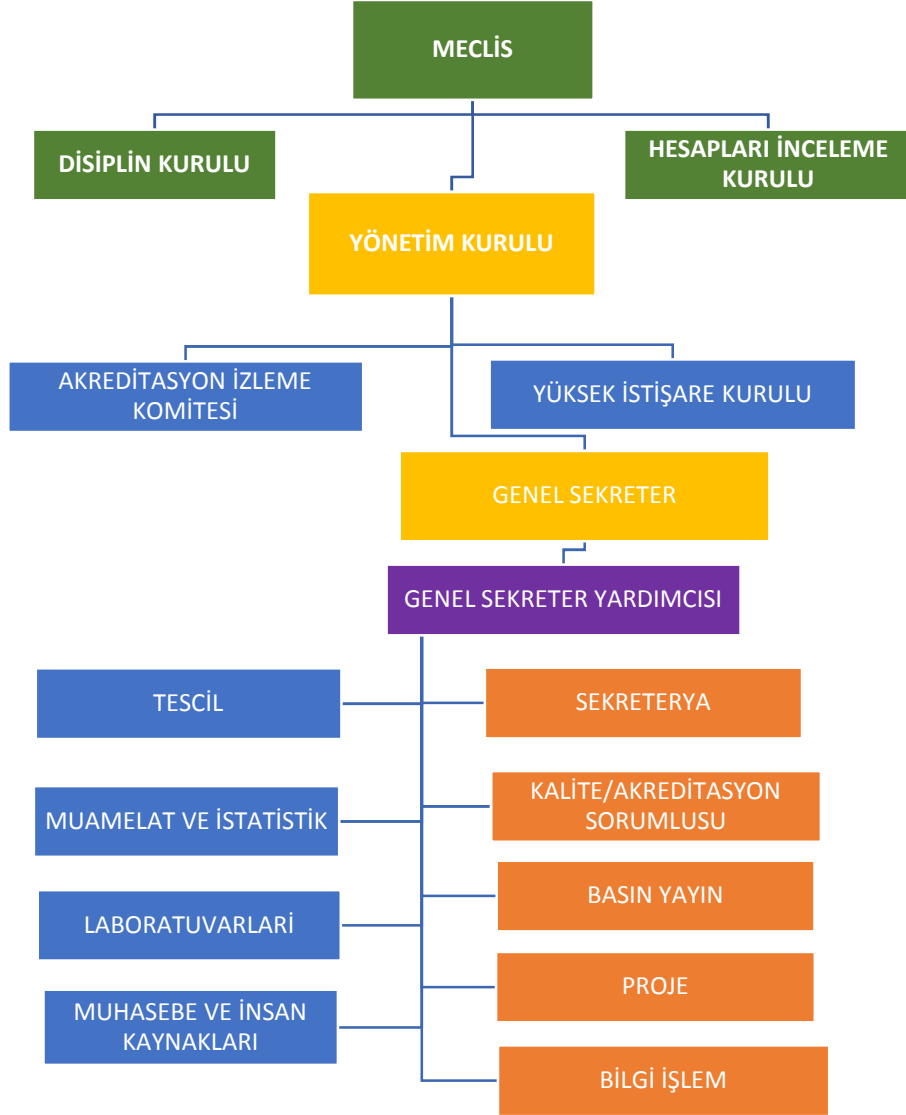 MECLİS
DİSİPLİN KURULU
HESAPLARI İNCELEME
KURULU
YÖNETİM KURULU
AKREDİTASYON İZLEME
KOMİTESİ
YÜKSEK İSTİŞARE KURULU
GENEL SEKRETER
GENEL SEKRETER YARDIMCISI
TESCİL
SEKRETERYA
MUAMELAT VE İSTATİSTİK
KALİTE/AKREDİTASYON
SORUMLUSU
LABORATUVARLARİ
BASIN YAYIN
MUHASEBE VE İNSAN
KAYNAKLARI
PROJE
BİLGİ İŞLEM